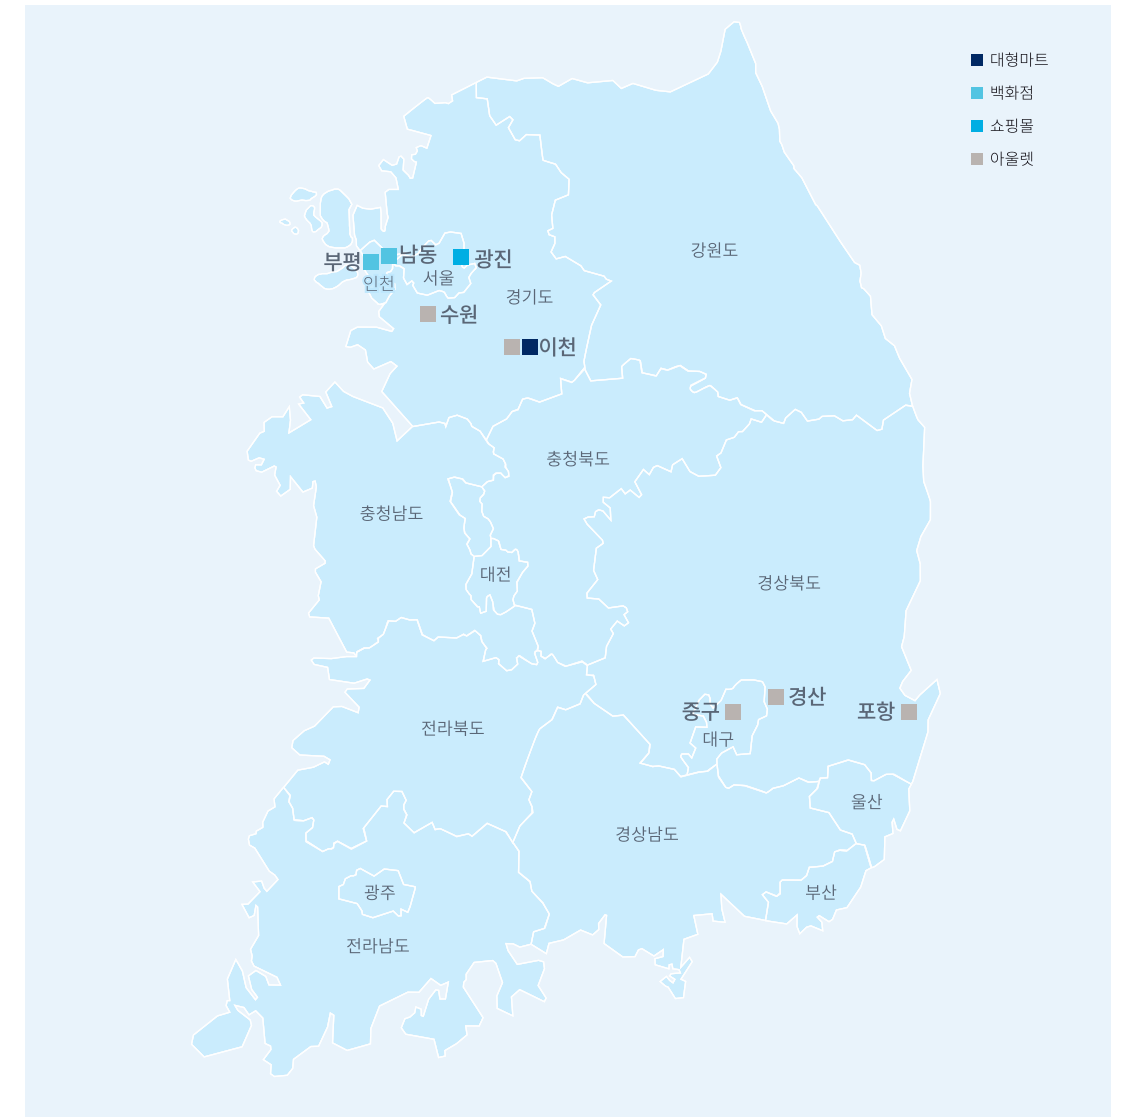 대형마트
백화점
쇼핑몰
아울렛
강원도
부평
남동
광진
서울
인천
경기도
수원
이천
충청북도
충청남도
대전
경상북도
중구
경산
포항
대구
전라북도
울산
경상남도
광주
부산
전라남도